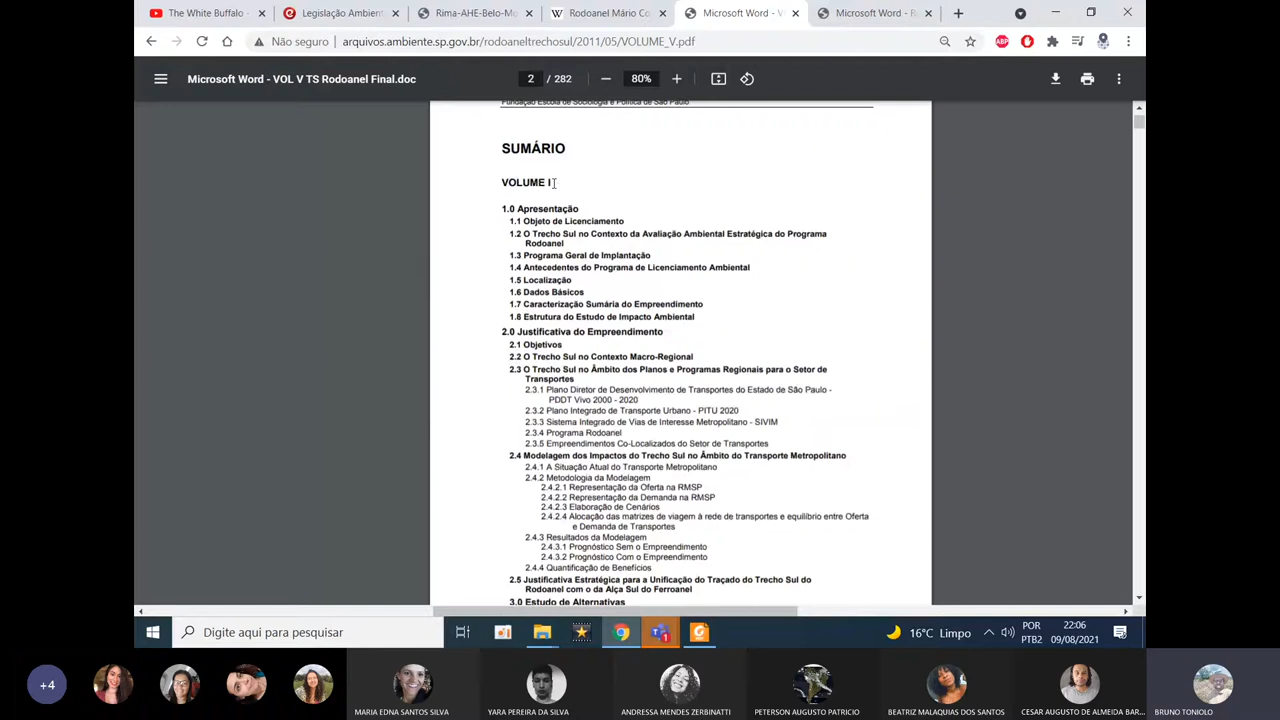 The White Buffalo -
Legislação Ambient
Rima-AHE-Belo-Mo
Rodoanel Mário Co
Microsoft Word - V
Microsoft Word - R
Não seguro
arquivos.ambiente.sp.gov.br/rodoaneltrechosul/2011/05/VOLUME_V.pdf
ABP
Microsoft Word - VOL V TS Rodoanel Final.doc
2 / 282
80%
Fundação Escola de Sociologia e Política de São Paulo
SUMÁRIO
VOLUME I
1.0 Apresentação
1.1 Objeto de Licenciamento
1.2 O Trecho Sul no Contexto da Avaliação Ambiental Estratégica do Programa
Rodoanel
1.3 Programa Geral de Implantação
1.4 Antecedentes do Programa de Licenciamento Ambiental
1.5 Localização
1.6 Dados Básicos
1.7 Caracterização Sumária do Empreendimento
1.8 Estrutura do Estudo de Impacto Ambiental
2.0 Justificativa do Empreendimento
2.1 Objetivos
2.2 O Trecho Sul no Contexto Macro-Regional
2.3 O Trecho Sul no Âmbito dos Planos e Programas Regionais para o Setor de
Transportes
2.3.1 Plano Diretor de Desenvolvimento de Transportes do Estado de São Paulo -
PDDT Vivo 2000 - 2020
2.3.2 Plano Integrado de Transporte Urbano - PITU 2020
2.3.3 Sistema Integrado de Vias de Interesse Metropolitano - SIVIM
2.3.4 Programa Rodoanel
2.3.5 Empreendimentos Co-Localizados do Setor de Transportes
2.4 Modelagem dos Impactos do Trecho Sul no Âmbito do Transporte Metropolitano
2.4.1 A Situação Atual do Transporte Metropolitano
2.4.2 Metodologia da Modelagem
2.4.2.1 Representação da Oferta na RMSP
2.4.2.2 Representação da Demanda na RMSP
2.4.2.3 Elaboração de Cenários
2.4.2.4 Alocação das matrizes de viagem à rede de transportes e equilíbrio entre Oferta
e Demanda de Transportes
2.4.3 Resultados da Modelagem
2.4.3.1 Prognóstico Sem o Empreendimento
2.4.3.2 Prognóstico Com o Empreendimento
2.4.4 Quantificação de Benefícios
2.5 Justificativa Estratégica para a Unificação do Traçado do Trecho Sul do
Rodoanel com o da Alça Sul do Ferroanel
3.0 Estudo de Alternativas
Digite aqui para pesquisar
16°C Limpo
POR
PTB2
22:06
09/08/2021
+4
MARIA EDNA SANTOS SILVA
YARA PEREIRA DA SILVA
ANDRESSA MENDES ZERBINATTI
PETERSON AUGUSTO PATRICIO
BEATRIZ MALAQUIAS DOS SANTOS
CESAR AUGUSTO DE ALMEIDA BAR...
BRUNO TONIOLO